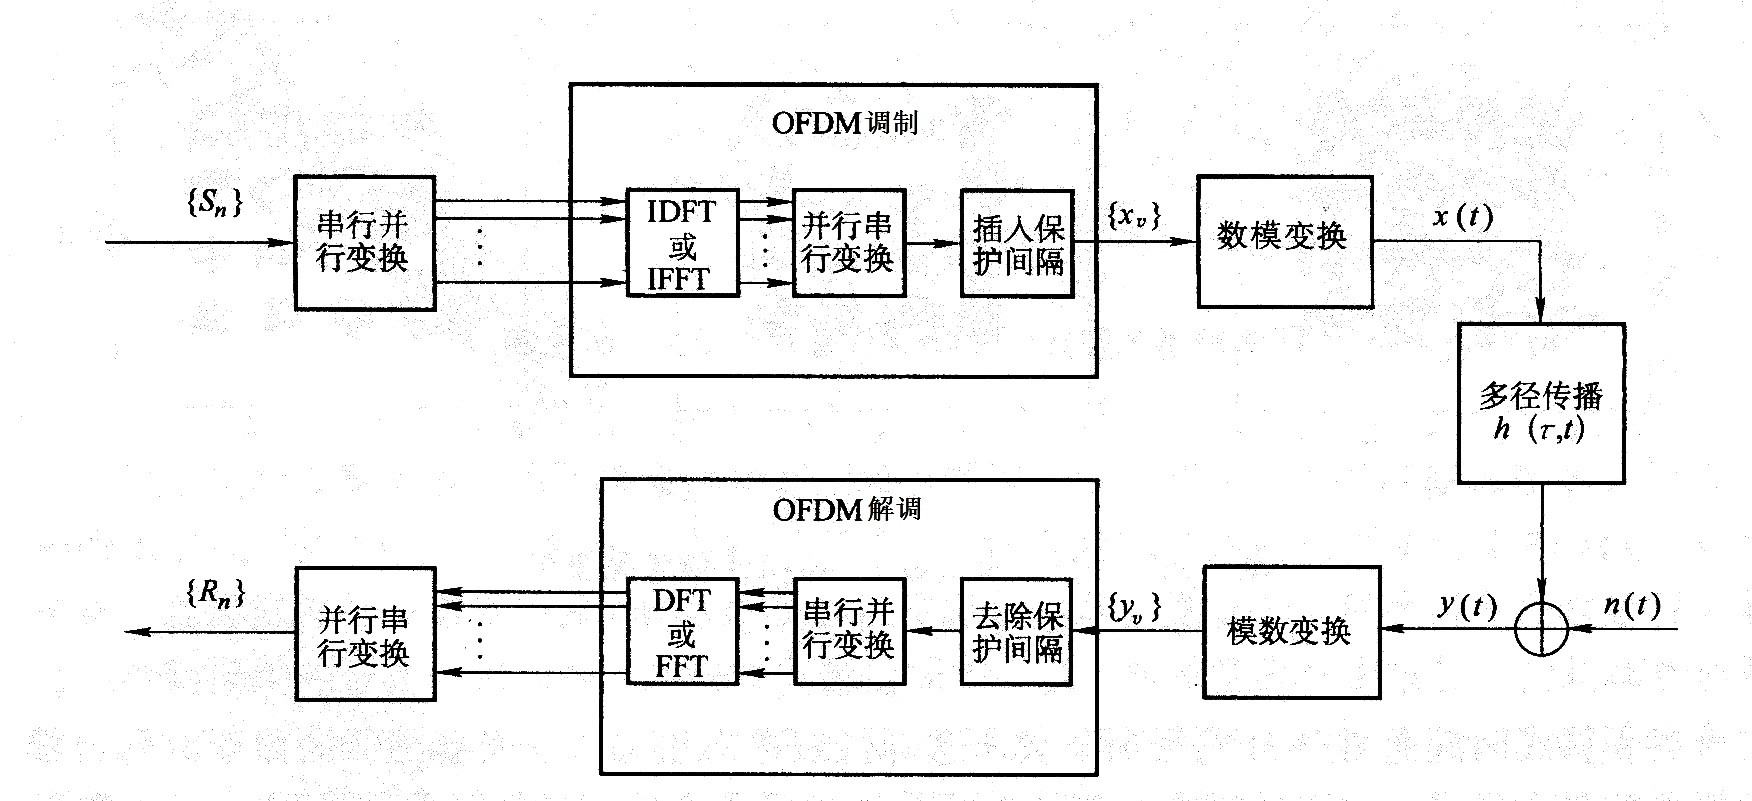 OFDM调制
{Sn}
串行并
行变换
IDFT
或
IFFT
并行串
行变换
插入保
护间隔
{xv}
数模变换
x(t)
多径传播
h (τ,t)
OFDM解调
{Rn}
并行串
行变换
DFT
或
FFT
串行并
行变换
去除保
护间隔
{yv}
模数变换
y(t)
n(t)